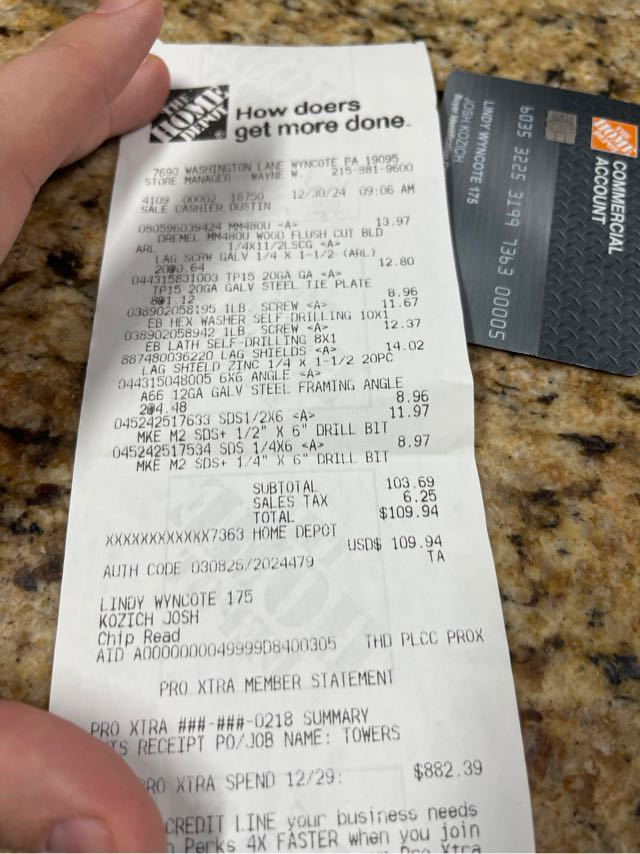 THE
HOME
DEPOT
How doers
get more done.
7690 WASHINGTON LANE WYNCOTE PA 19095
STORE MANAGER WAYNE W. 215-881-9600
4109 00002 18750 12/30/24 09:06 AM
SALE CASHIER DUSTIN
080596039424 MM480U <A> 13.97
DREMEL MM480U WOOD FLUSH CUT BLD
ARL 1/4X11/2LSCG <A>
LAG SCRW GALV 1/4 X 1-1/2 (ARL)
20@0.64 12.80
044315831003 TP15 20GA GA <A>
TP15 20GA GALV STEEL TIE PLATE
8@1.12 8.96
038902058195 1LB. SCREW <A> 11.67
EB HEX WASHER SELF-DRILLING 10X1
038902058942 1LB. SCREW <A> 12.37
EB LATH SELF-DRILLING 8X1
887480036220 LAG SHIELDS <A> 14.02
LAG SHIELD ZINC 1/4 X 1-1/2 20PC
044315048005 6X6 ANGLE <A>
A66 12GA GALV STEEL FRAMING ANGLE
2@4.48 8.96
045242517633 SDS1/2X6 <A> 11.97
MKE M2 SDS+ 1/2" X 6" DRILL BIT
045242517534 SDS 1/4X6 <A> 8.97
MKE M2 SDS+ 1/4" X 6" DRILL BIT
SUBTOTAL 103.69
SALES TAX 6.25
TOTAL $109.94
XXXXXXXXXXXX7363 HOME DEPOT
USD$ 109.94
AUTH CODE 030826/2024479 TA
LINDY WYNCOTE 175
KOZICH JOSH
Chip Read
AID A0000000049999D8400305 THD PLCC PROX
PRO XTRA MEMBER STATEMENT
PRO XTRA ###-###-0218 SUMMARY
RECEIPT PO/JOB NAME: TOWERS
PRO XTRA SPEND 12/29: $882.39
CREDIT LINE your business needs
Perks 4X FASTER when you join
Pro Xtra
COMMERCIAL
ACCOUNT
6035 3225 3199 7363 00005
LINDY WYNCOTE 175
JOSH KOZICH